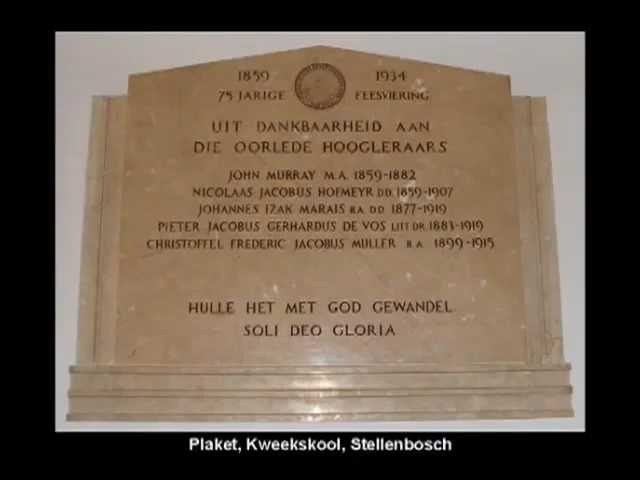 1859 1934
75 JARIGE FEESVIERING
UIT DANKBAARHEID AAN
DIE OORLEDE HOOGLERAARS
JOHN MURRAY M.A. 1859-1882
NICOLAAS JACOBUS HOFMEYR D.D. 1859-1907
JOHANNES IZAK MARAIS B.A. D.D. 1877-1919
PIETER JACOBUS GERHARDUS DE VOS LITT. DR. 1883-1919
CHRISTOFFEL FREDERIC JACOBUS MULLER B.A. 1899-1915
HULLE HET MET GOD GEWANDEL
SOLI DEO GLORIA
Plaket, Kweekskool, Stellenbosch